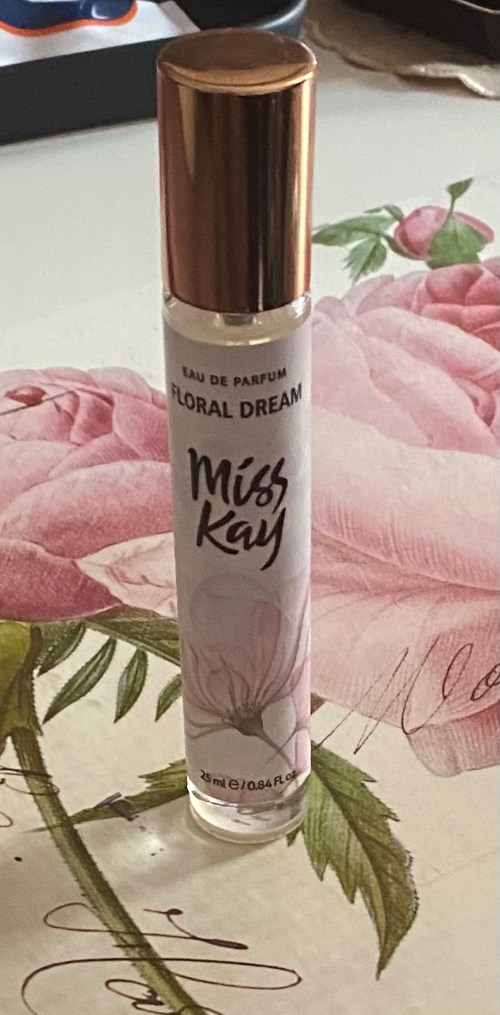 EAU DE PARFUM
FLORAL DREAM
Miss
Kay
25 ml ℮ / 0.84 FL oz